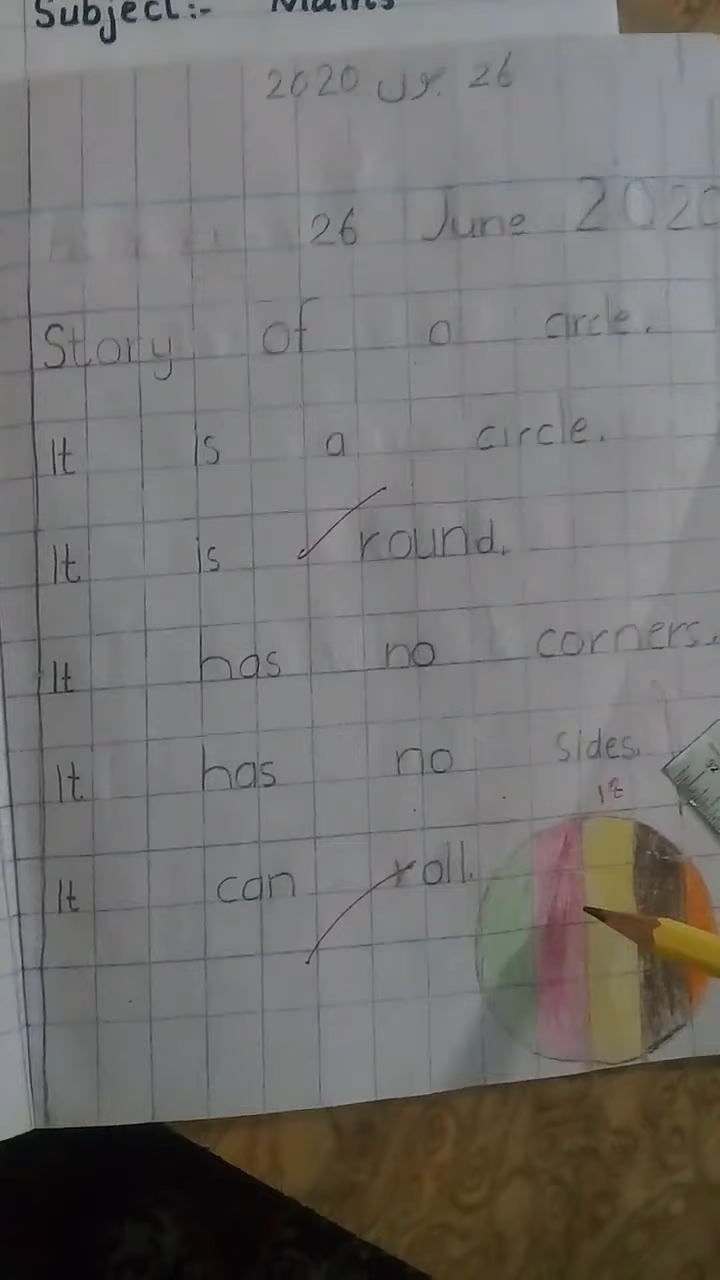 Subject:- Maths
2020 جون 26
26 June 2020
Story of a circle.
It is a circle.
It is round.
It has no corners.
It has no sides.
It can roll.